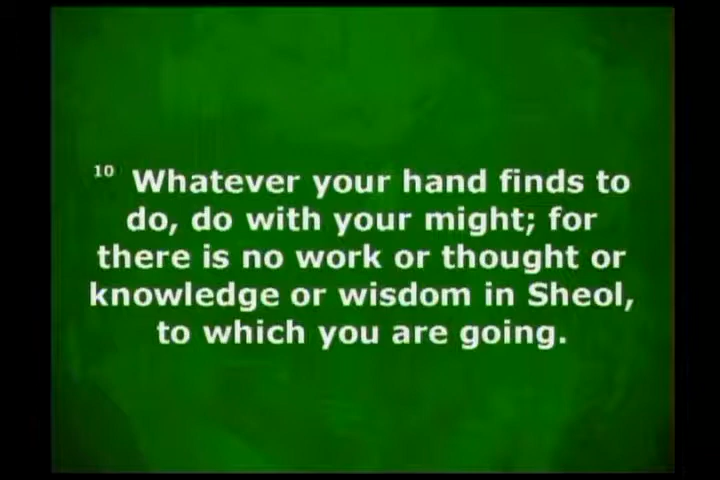 10 Whatever your hand finds to
do, do with your might; for
there is no work or thought or
knowledge or wisdom in Sheol,
to which you are going.